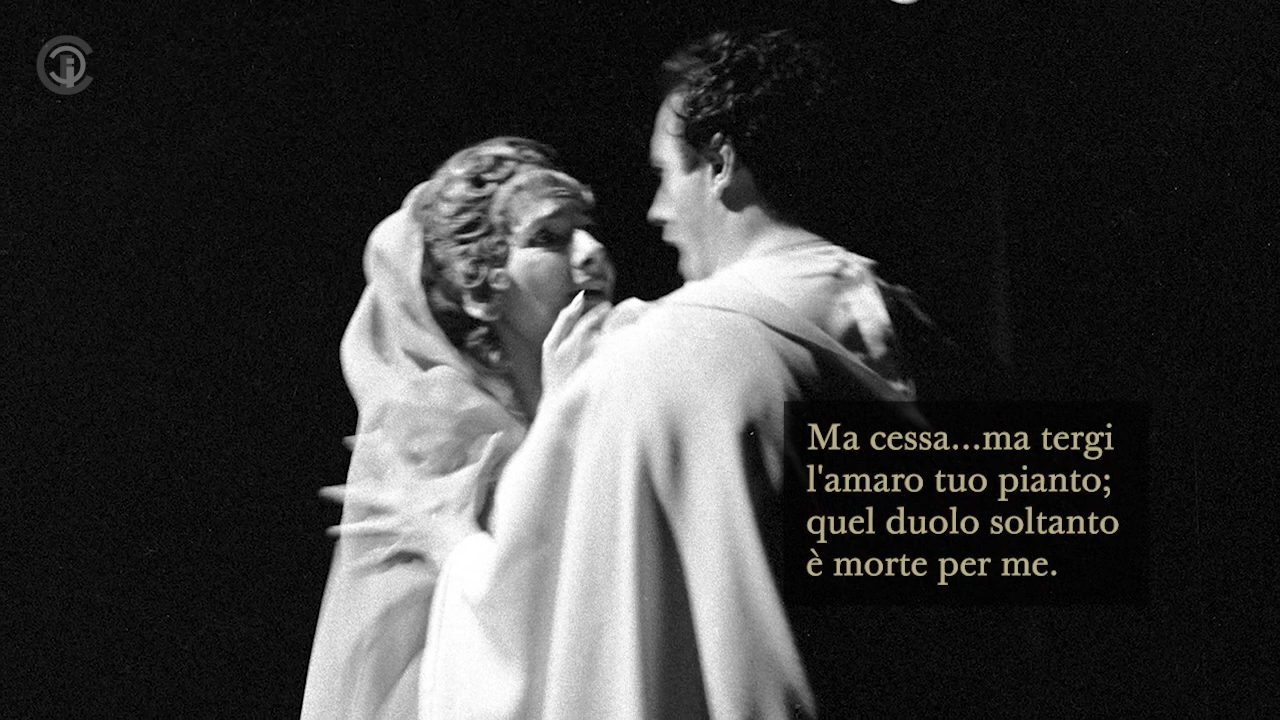 Ma cessa...ma tergi
l'amaro tuo pianto;
quel duolo soltanto
è morte per me.